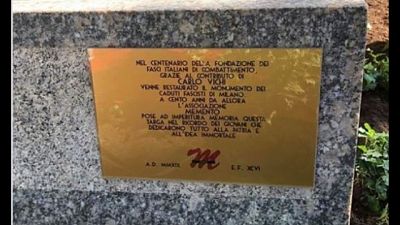 NEL CENTENARIO DELLA FONDAZIONE DEI
FASCI ITALIANI DI COMBATTIMENTO,
GRAZIE AL CONTRIBUTO DI
CARLO VICHI
VENNE RESTAURATO IL MONUMENTO DEI
CADUTI FASCISTI DI MILANO.
A CENTO ANNI DA ALLORA
L'ASSOCIAZIONE
MEMENTO
POSE AD IMPERITURA MEMORIA QUESTA
TARGA NEL RICORDO DEI GIOVANI CHE
DEDICARONO TUTTO ALLA PATRIA E
ALL'IDEA IMMORTALE
A.D. MMXIX M E.F. XCVI